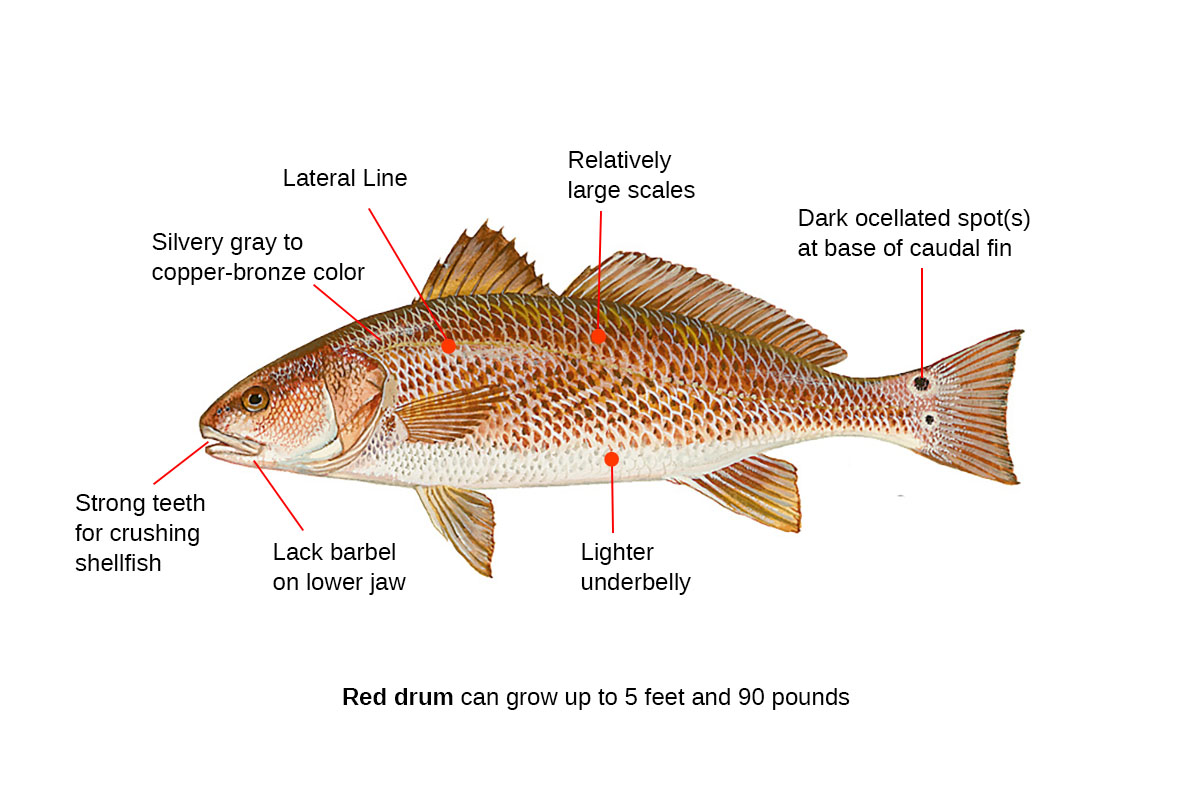 Lateral Line
Relatively
large scales
Silvery gray to
copper-bronze color
Dark ocellated spot(s)
at base of caudal fin
Strong teeth
for crushing
shellfish
Lack barbel
on lower jaw
Lighter
underbelly
Red drum can grow up to 5 feet and 90 pounds